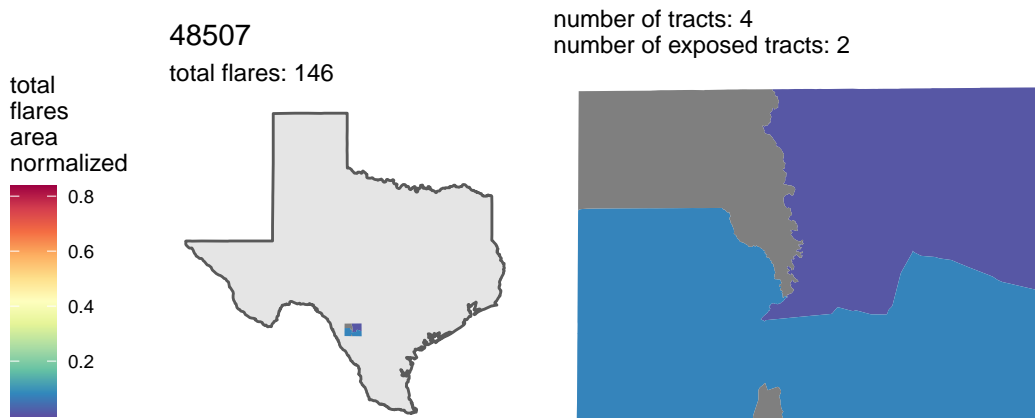 48507
total flares: 146
number of tracts: 4
number of exposed tracts: 2
total
flares
area
normalized
0.8
0.6
0.4
0.2